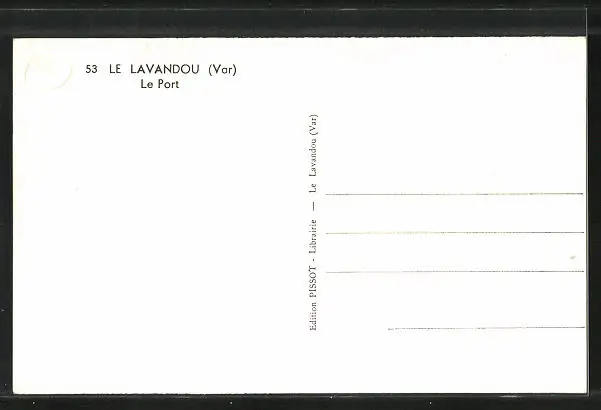 53 LE LAVANDOU (Var)
Le Port
Edition PISSOT - Librairie — Le Lavandou (Var)